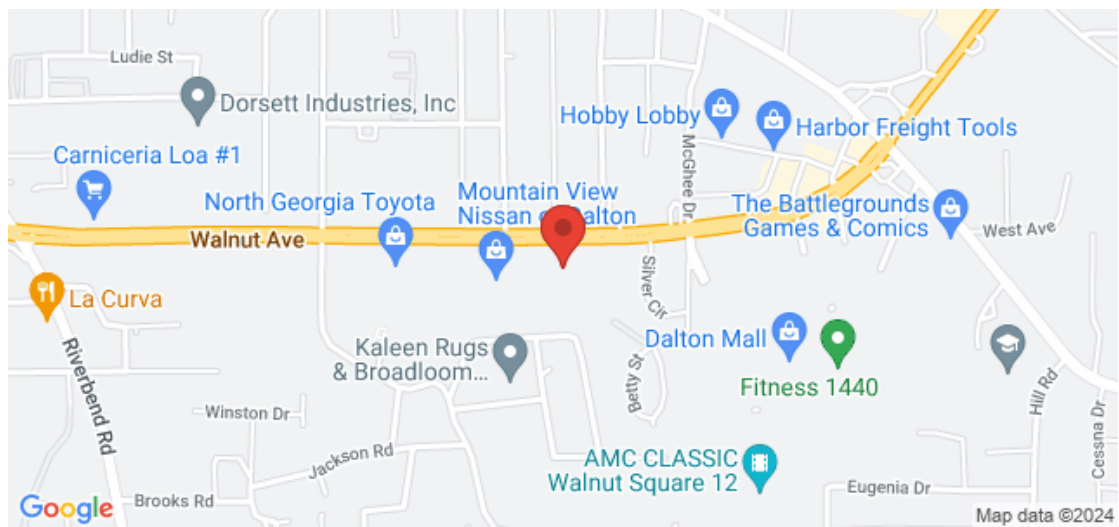 Ludie St
Dorsett Industries, Inc
Hobby Lobby
Harbor Freight Tools
McGhee Dr
Carniceria Loa #1
North Georgia Toyota
Mountain View
Nissan of Dalton
The Battlegrounds
Games & Comics
West Ave
Walnut Ave
Silver Cir
La Curva
Riverbend Rd
Kaleen Rugs
& Broadloom...
Dalton Mall
Fitness 1440
Betty St
Hill Rd
Cessna Dr
Winston Dr
Jackson Rd
AMC CLASSIC
Walnut Square 12
Brooks Rd
Eugenia Dr
Google
Map data ©2024